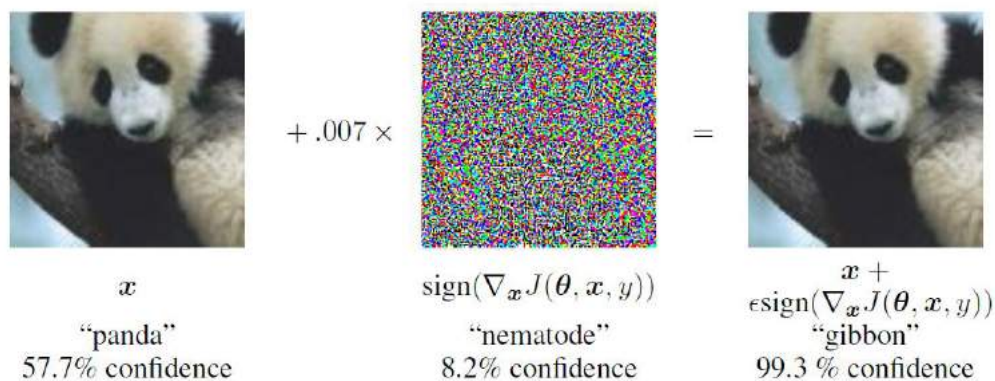 + .007 ×
=
x
sign(∇ₓJ(θ, x, y))
x +
ϵsign(∇ₓJ(θ, x, y))
“panda”
“nematode”
“gibbon”
57.7% confidence
8.2% confidence
99.3 % confidence